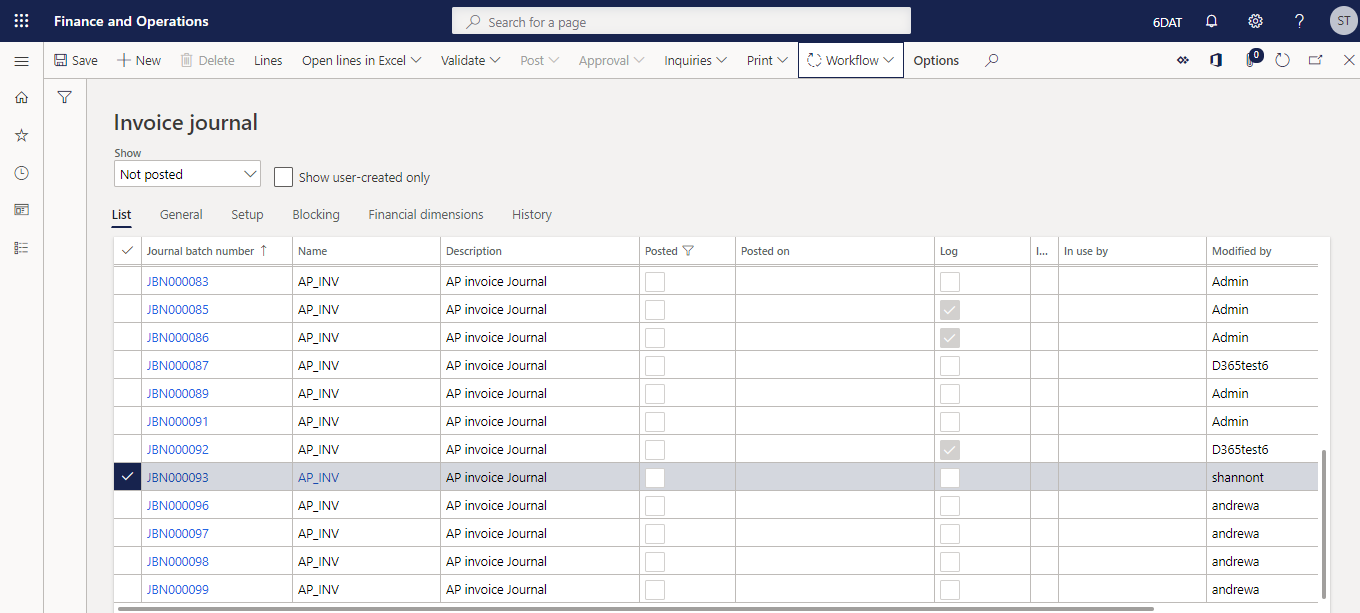 Finance and Operations Search for a page 6DAT ? ST
Save New Delete Lines Open lines in Excel Validate Post Approval Inquiries Print Workflow Options 0
Invoice journal
Show
Not posted Show user-created only
List General Setup Blocking Financial dimensions History
Journal batch number ↑ Name Description Posted Posted on Log I... In use by Modified by
JBN000083 AP_INV AP invoice Journal Admin
JBN000085 AP_INV AP invoice Journal Admin
JBN000086 AP_INV AP invoice Journal Admin
JBN000087 AP_INV AP invoice Journal D365test6
JBN000089 AP_INV AP invoice Journal Admin
JBN000091 AP_INV AP invoice Journal Admin
JBN000092 AP_INV AP invoice Journal D365test6
JBN000093 AP_INV AP invoice Journal shannont
JBN000096 AP_INV AP invoice Journal andrewa
JBN000097 AP_INV AP invoice Journal andrewa
JBN000098 AP_INV AP invoice Journal andrewa
JBN000099 AP_INV AP invoice Journal andrewa